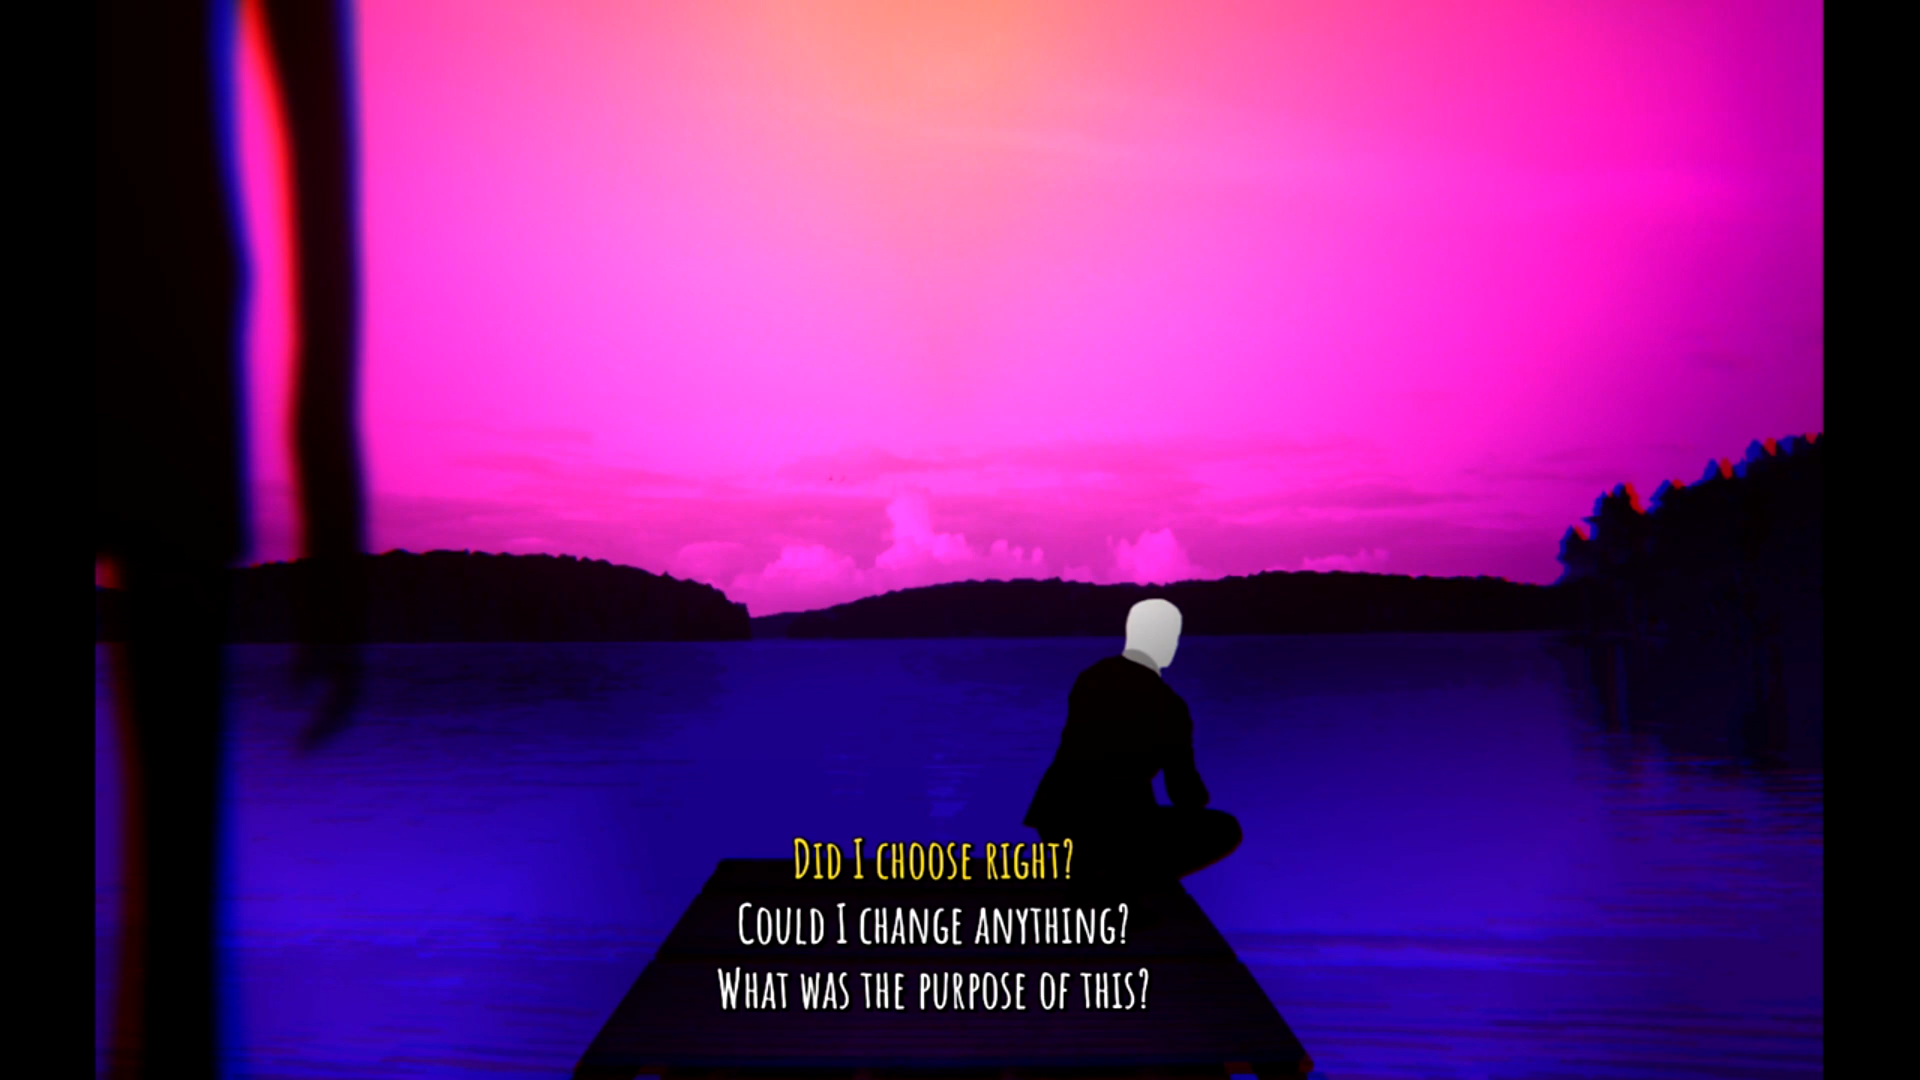 Did I choose right?
Could I change anything?
What was the purpose of this?